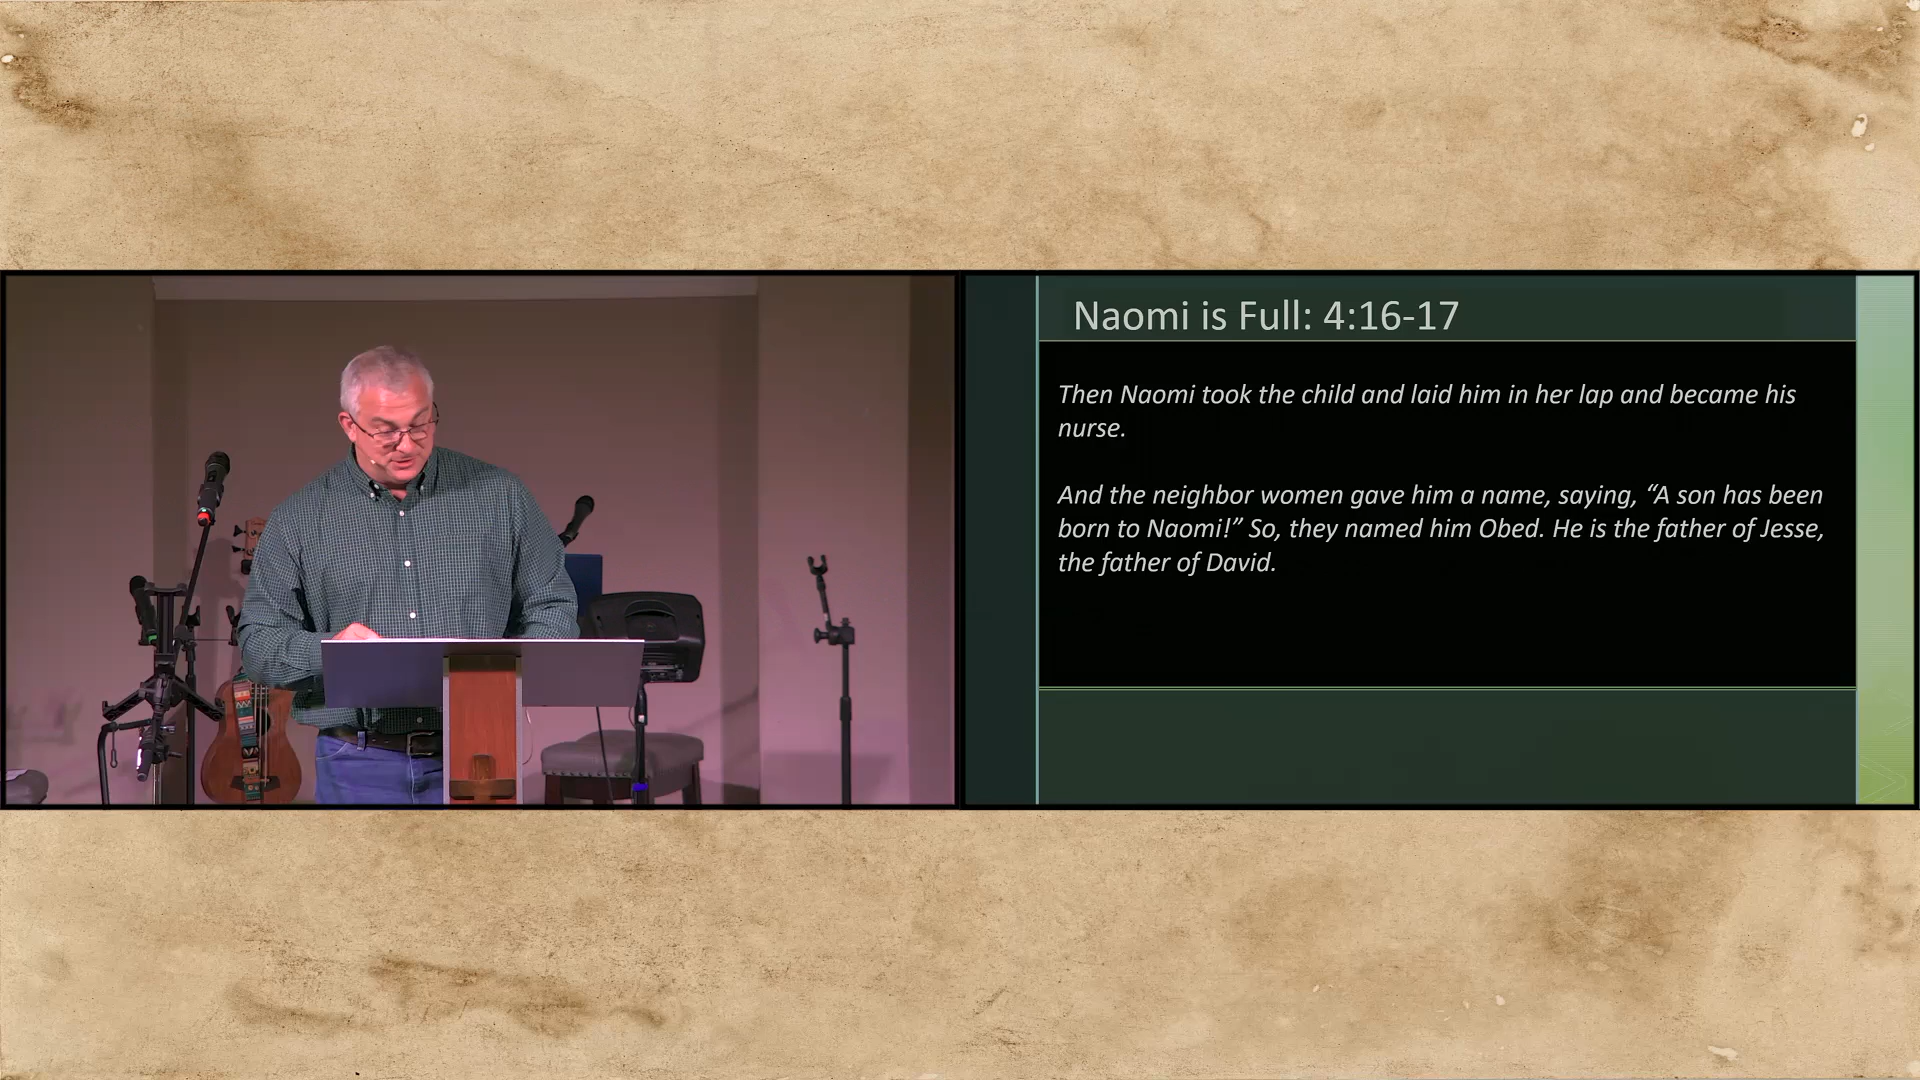 Naomi is Full: 4:16-17
Then Naomi took the child and laid him in her lap and became his
nurse.
And the neighbor women gave him a name, saying, “A son has been
born to Naomi!” So, they named him Obed. He is the father of Jesse,
the father of David.